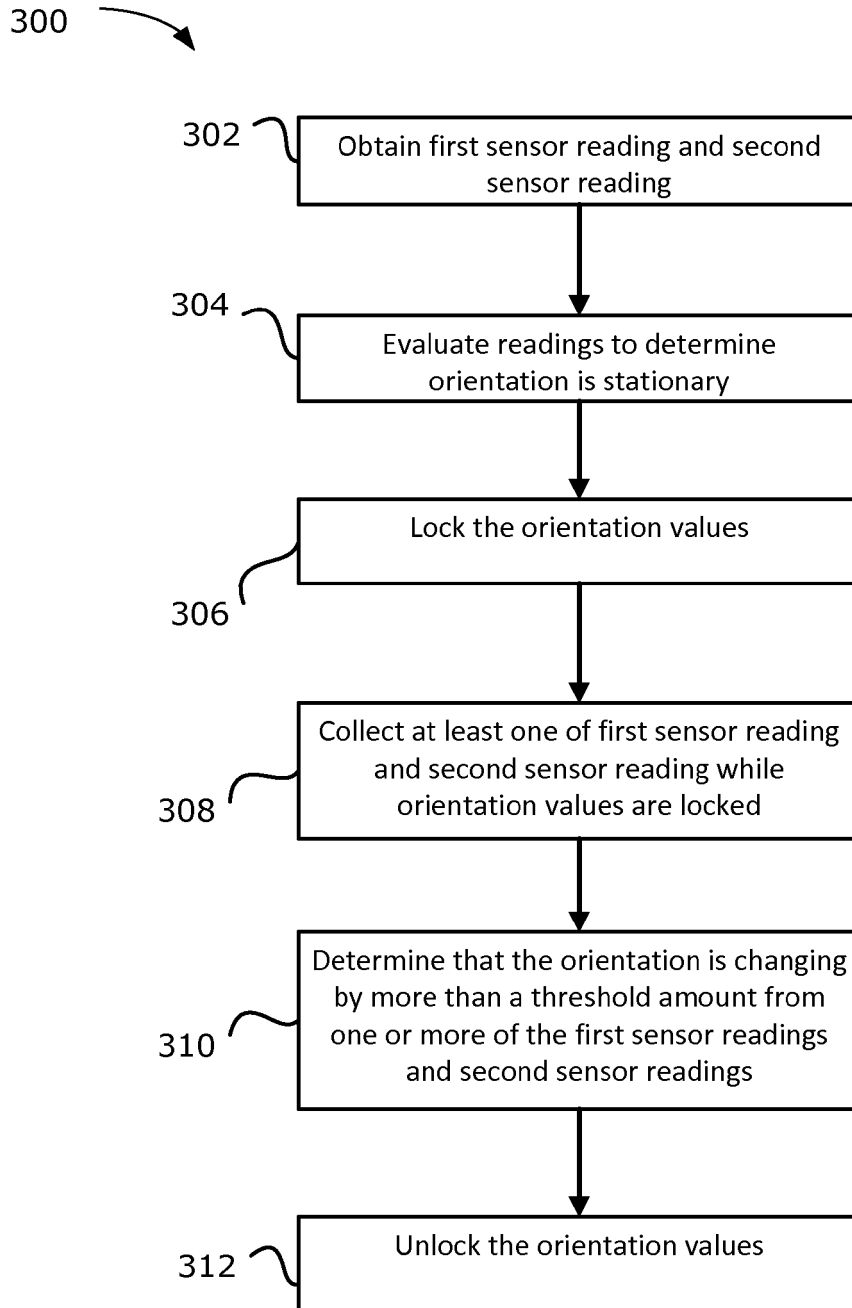 300
302
Obtain first sensor reading and second
sensor reading
304
Evaluate readings to determine
orientation is stationary
Lock the orientation values
306
Collect at least one of first sensor reading
and second sensor reading while
orientation values are locked
308
Determine that the orientation is changing
by more than a threshold amount from
one or more of the first sensor readings
and second sensor readings
310
Unlock the orientation values
312